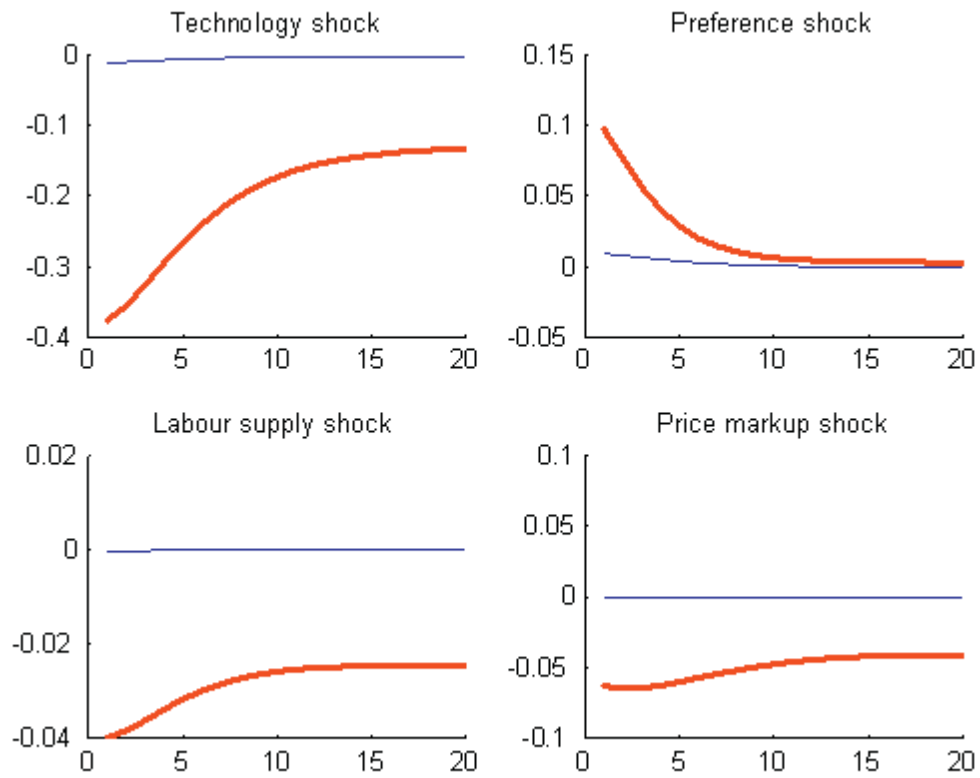 Technology shock
0
-0.1
-0.2
-0.3
-0.4
0 5 10 15 20
Preference shock
0.15
0.1
0.05
0
-0.05
0 5 10 15 20
Labour supply shock
0.02
0
-0.02
-0.04
0 5 10 15 20
Price markup shock
0.1
0.05
0
-0.05
-0.1
0 5 10 15 20